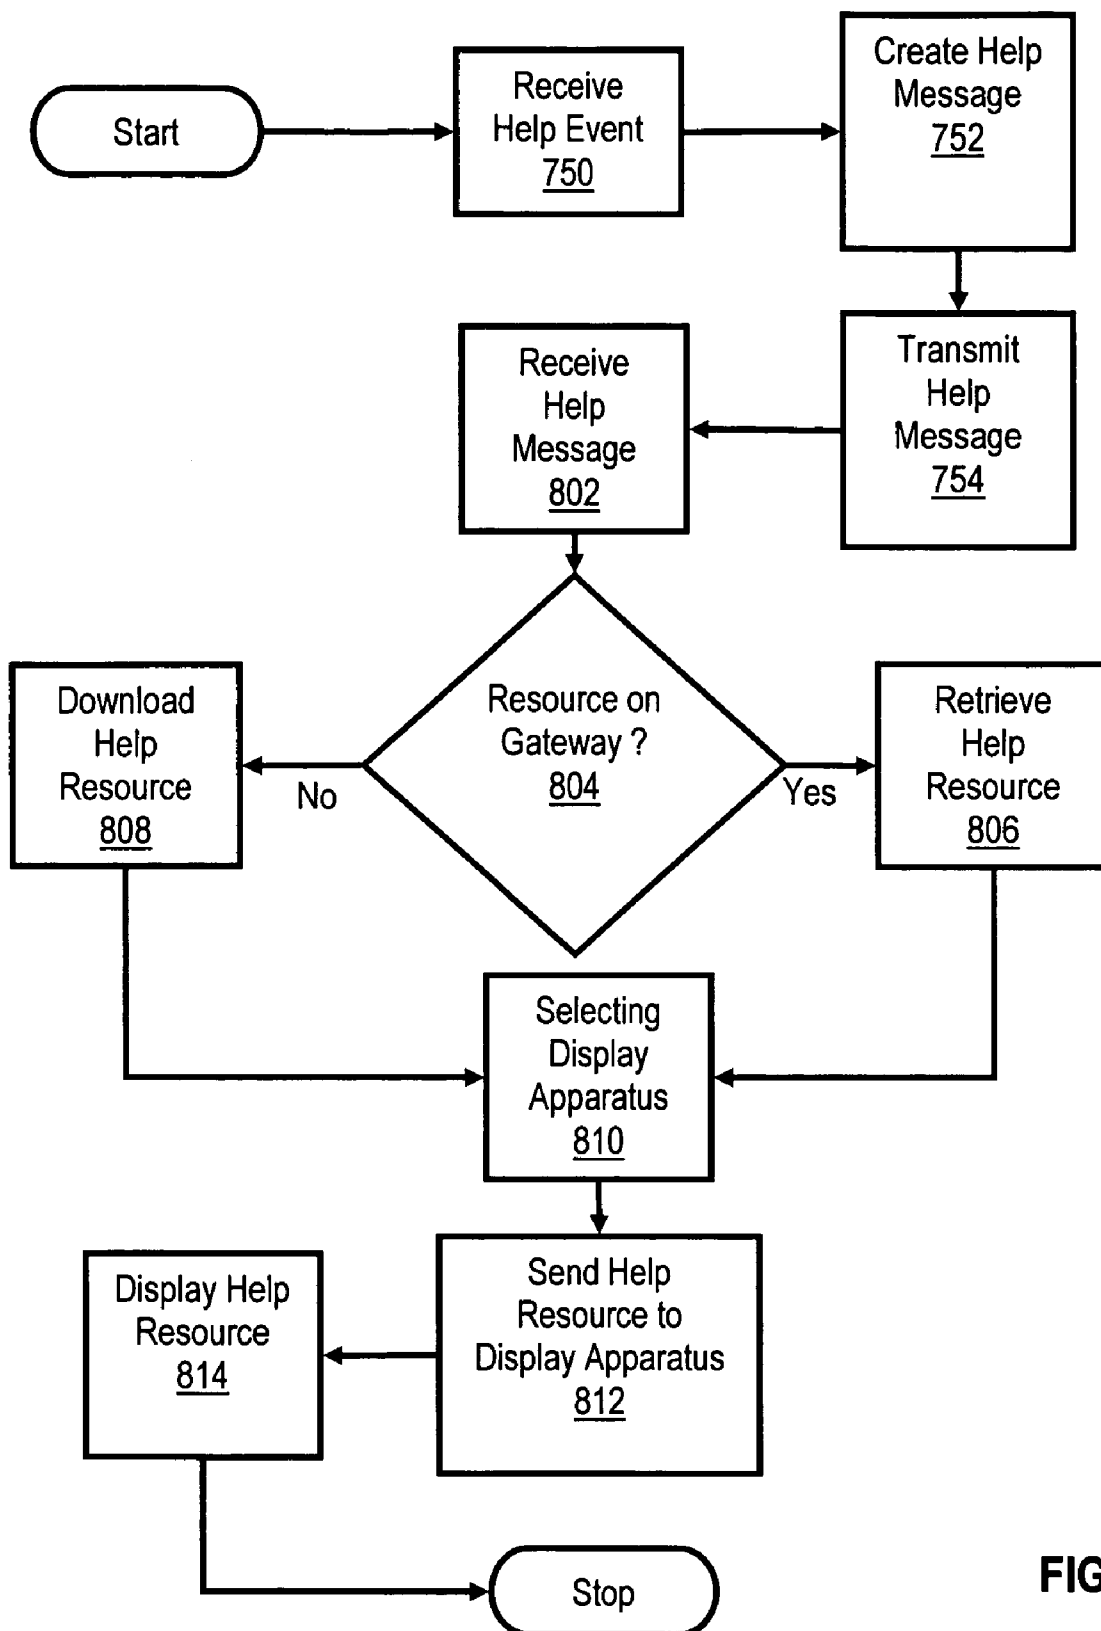 Start
Receive
Help Event
750
Create Help
Message
752
Transmit
Help
Message
754
Receive
Help
Message
802
Resource on
Gateway ?
804
No
Yes
Download
Help
Resource
808
Retrieve
Help
Resource
806
Selecting
Display
Apparatus
810
Send Help
Resource to
Display Apparatus
812
Display Help
Resource
814
Stop
FIG